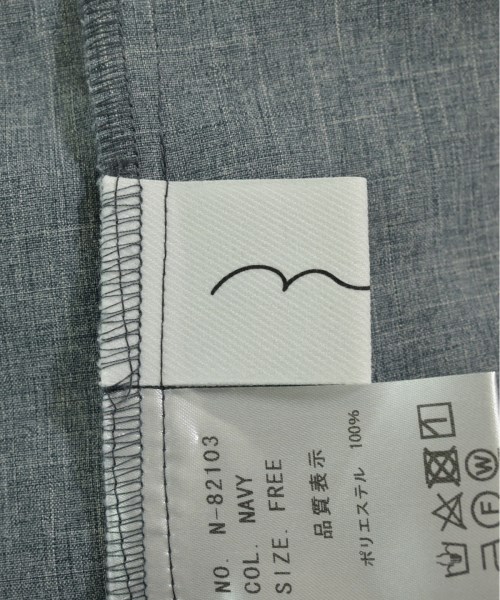 NO. N-82103
COL. NAVY
SIZE. FREE
品質表示
ポリエステル 100%
F
W